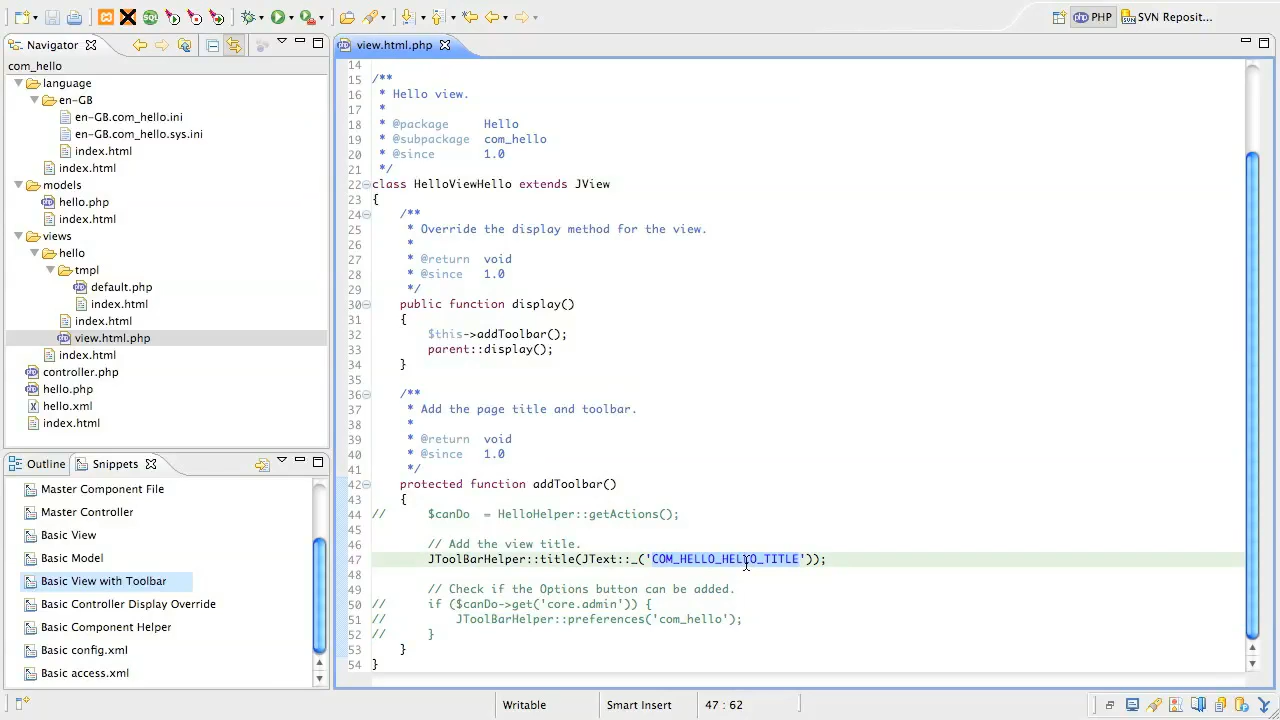 PHP
SVN Reposit...
Navigator
com_hello
language
en-GB
en-GB.com_hello.ini
en-GB.com_hello.sys.ini
index.html
index.html
models
hello.php
index.html
views
hello
tmpl
default.php
index.html
index.html
view.html.php
index.html
controller.php
hello.php
hello.xml
index.html
Outline
Snippets
Master Component File
Master Controller
Basic View
Basic Model
Basic View with Toolbar
Basic Controller Display Override
Basic Component Helper
Basic config.xml
Basic access.xml
view.html.php
14
15 /**
16  * Hello view.
17  *
18  * @package     Hello
19  * @subpackage  com_hello
20  * @since       1.0
21  */
22 class HelloViewHello extends JView
23 {
24     /**
25      * Override the display method for the view.
26      *
27      * @return  void
28      * @since   1.0
29      */
30     public function display()
31     {
32         $this->addToolbar();
33         parent::display();
34     }
35
36     /**
37      * Add the page title and toolbar.
38      *
39      * @return  void
40      * @since   1.0
41      */
42     protected function addToolbar()
43     {
44 //      $canDo  = HelloHelper::getActions();
45
46         // Add the view title.
47         JToolBarHelper::title(JText::_('COM_HELLO_HELLO_TITLE'));
48
49         // Check if the Options button can be added.
50 //      if ($canDo->get('core.admin')) {
51 //          JToolBarHelper::preferences('com_hello');
52 //      }
53     }
54 }
Writable
Smart Insert
47 : 62